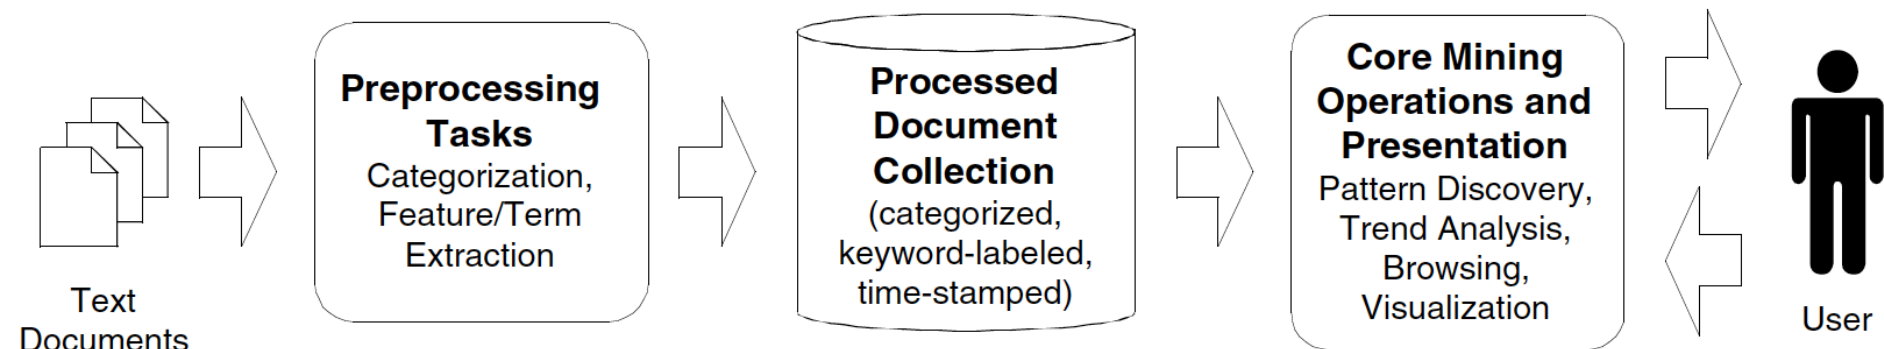 Text
Documents
Preprocessing
Tasks
Categorization,
Feature/Term
Extraction
Processed
Document
Collection
(categorized,
keyword-labeled,
time-stamped)
Core Mining
Operations and
Presentation
Pattern Discovery,
Trend Analysis,
Browsing,
Visualization
User